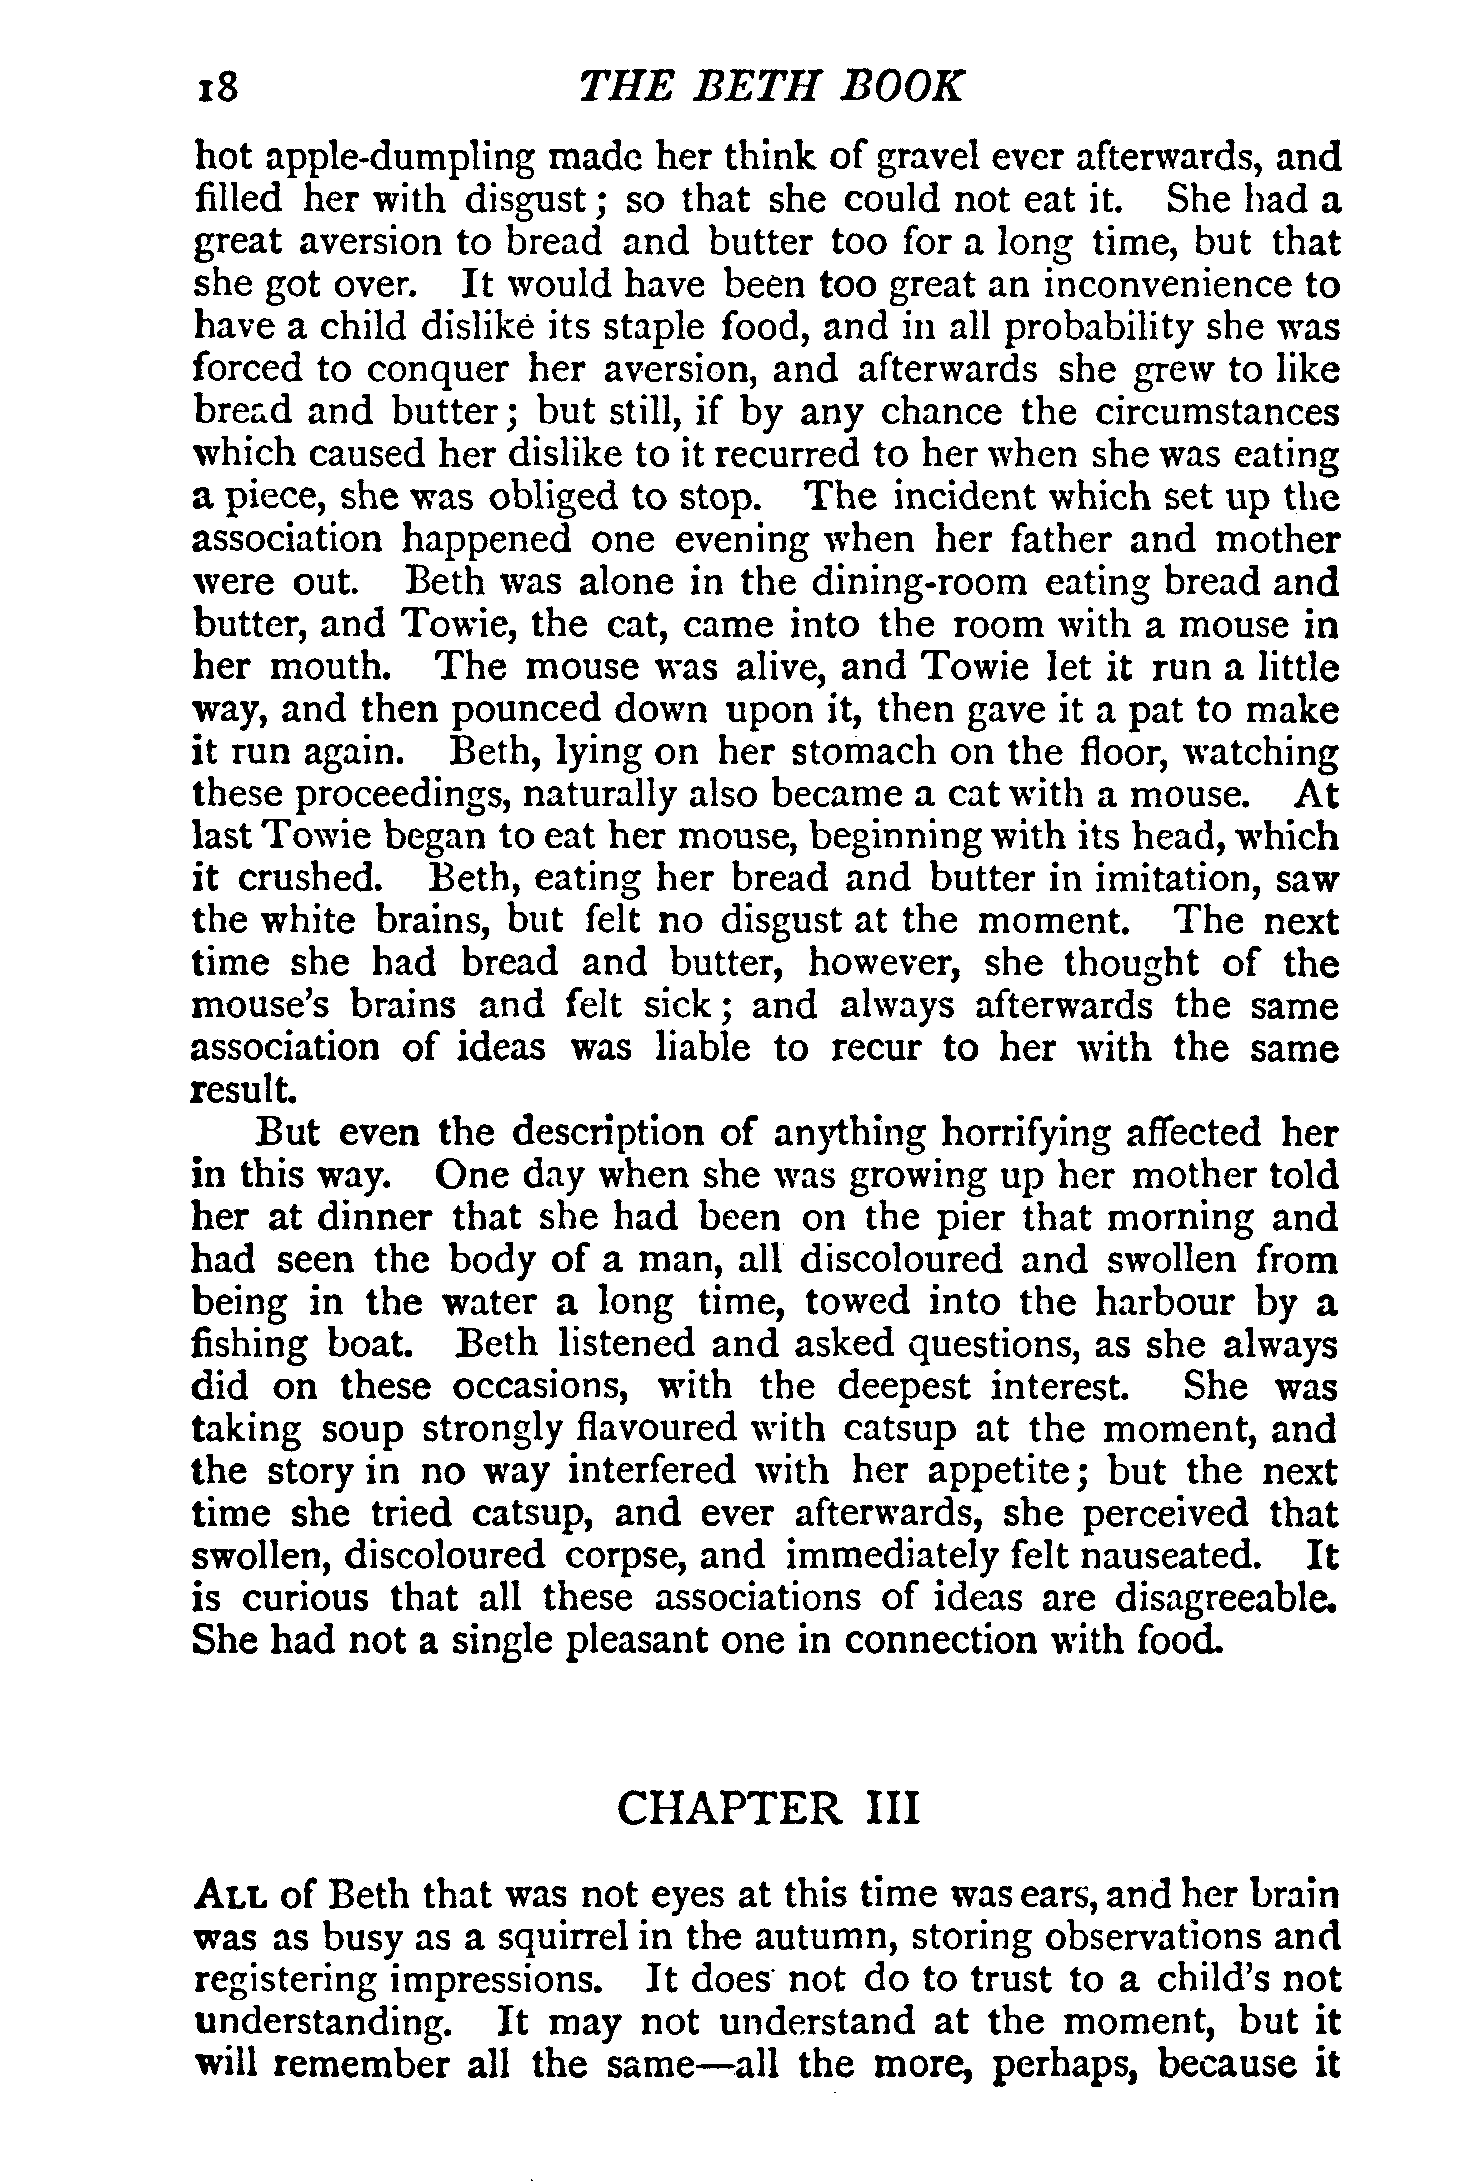 18 THE BETH BOOK
hot apple-dumpling made her think of gravel ever afterwards, and
filled her with disgust; so that she could not eat it. She had a
great aversion to bread and butter too for a long time, but that
she got over. It would have been too great an inconvenience to
have a child dislike its staple food, and in all probability she was
forced to conquer her aversion, and afterwards she grew to like
bread and butter; but still, if by any chance the circumstances
which caused her dislike to it recurred to her when she was eating
a piece, she was obliged to stop. The incident which set up the
association happened one evening when her father and mother
were out. Beth was alone in the dining-room eating bread and
butter, and Towie, the cat, came into the room with a mouse in
her mouth. The mouse was alive, and Towie let it run a little
way, and then pounced down upon it, then gave it a pat to make
it run again. Beth, lying on her stomach on the floor, watching
these proceedings, naturally also became a cat with a mouse. At
last Towie began to eat her mouse, beginning with its head, which
it crushed. Beth, eating her bread and butter in imitation, saw
the white brains, but felt no disgust at the moment. The next
time she had bread and butter, however, she thought of the
mouse's brains and felt sick; and always afterwards the same
association of ideas was liable to recur to her with the same
result.
But even the description of anything horrifying affected her
in this way. One day when she was growing up her mother told
her at dinner that she had been on the pier that morning and
had seen the body of a man, all discoloured and swollen from
being in the water a long time, towed into the harbour by a
fishing boat. Beth listened and asked questions, as she always
did on these occasions, with the deepest interest. She was
taking soup strongly flavoured with catsup at the moment, and
the story in no way interfered with her appetite; but the next
time she tried catsup, and ever afterwards, she perceived that
swollen, discoloured corpse, and immediately felt nauseated. It
is curious that all these associations of ideas are disagreeable.
She had not a single pleasant one in connection with food.
CHAPTER III
ALL of Beth that was not eyes at this time was ears, and her brain
was as busy as a squirrel in the autumn, storing observations and
registering impressions. It does not do to trust to a child's not
understanding. It may not understand at the moment, but it
will remember all the same—all the more, perhaps, because it